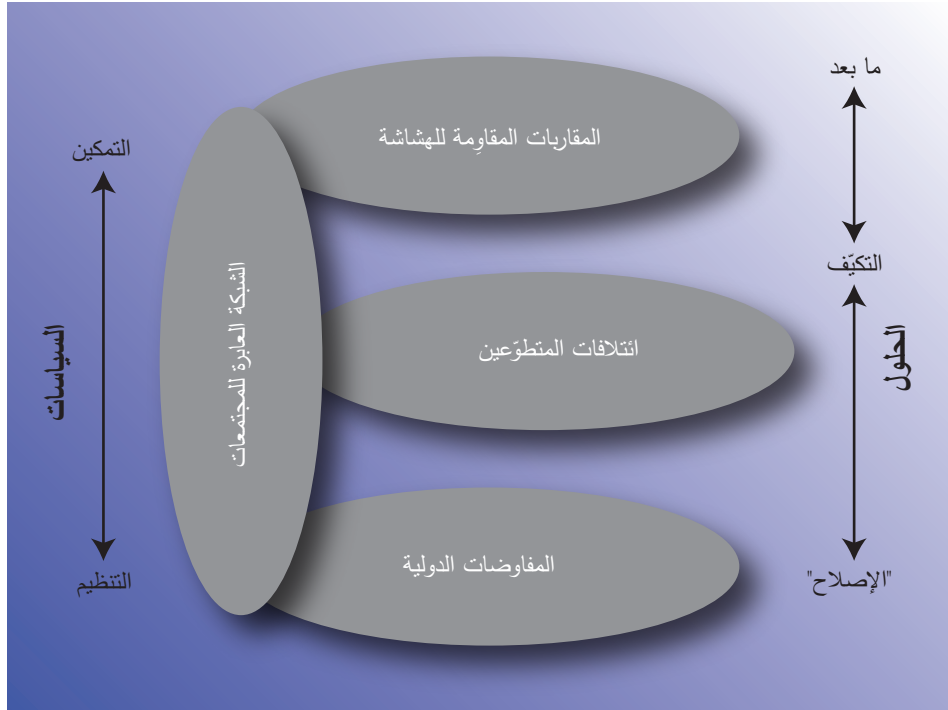 ما بعد
التكيّف
"الإصلاح"
الحلول
المقاربات المقاوِمة للهشاشة
ائتلافات المتطوّعين
المفاوضات الدولية
الشبكة العابرة للمجتمعات
التمكين
التنظيم
السياسات